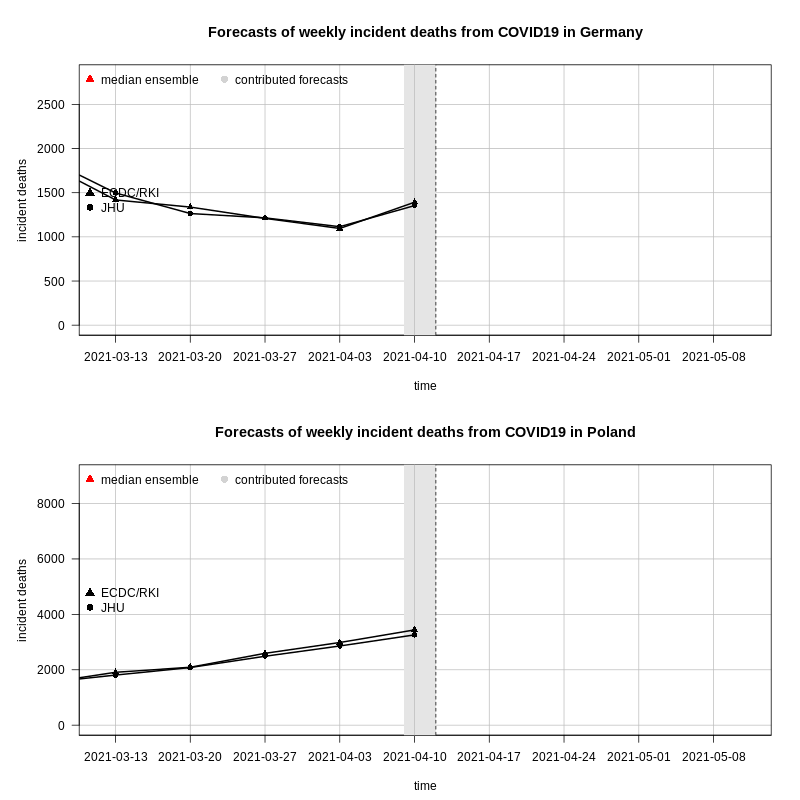 Forecasts of weekly incident deaths from COVID19 in Germany
median ensemble contributed forecasts
2500
2000
1500
1000
500
0
ECDC/RKI
JHU
incident deaths
2021-03-13 2021-03-20 2021-03-27 2021-04-03 2021-04-10 2021-04-17 2021-04-24 2021-05-01 2021-05-08
time
Forecasts of weekly incident deaths from COVID19 in Poland
median ensemble contributed forecasts
8000
6000
4000
2000
0
ECDC/RKI
JHU
incident deaths
2021-03-13 2021-03-20 2021-03-27 2021-04-03 2021-04-10 2021-04-17 2021-04-24 2021-05-01 2021-05-08
time